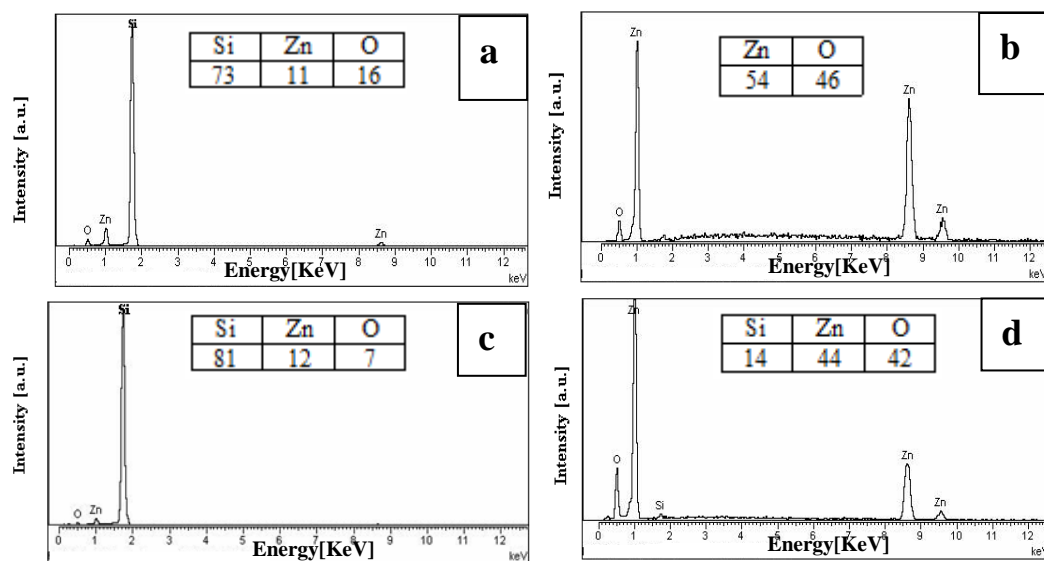 Si
Si Zn O
73 11 16
a
Intensity [a.u.]
O
Zn
Zn
0 1 2 3 4 5 6 7 8 9 10 11 12
Energy[KeV]
keV
Zn
Zn O
54 46
b
Intensity [a.u.]
O
Zn
Zn
0 1 2 3 4 5 6 7 8 9 10 11 12
Energy[KeV]
keV
Si
Si Zn O
81 12 7
c
Intensity [a.u.]
O
Zn
0 1 2 3 4 5 6 7 8 9 10 11 12
Energy[KeV]
keV
Zn
Si Zn O
14 44 42
d
Intensity [a.u.]
O
Si
Zn
Zn
0 1 2 3 4 5 6 7 8 9 10 11 12
Energy[KeV]
keV